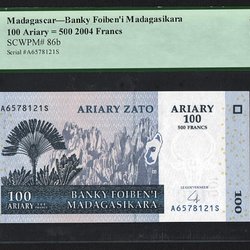 Madagascar—Banky Foiben'i Madagasikara
100 Ariary = 500 2004 Francs
SCWPM# 86b
Serial #A6578121S
A6578121S
ARIARY ZATO
100
ARIARY
500 FRANCS
100
ARIARY
BANKY FOIBEN'I
MADAGASIKARA
A6578121S